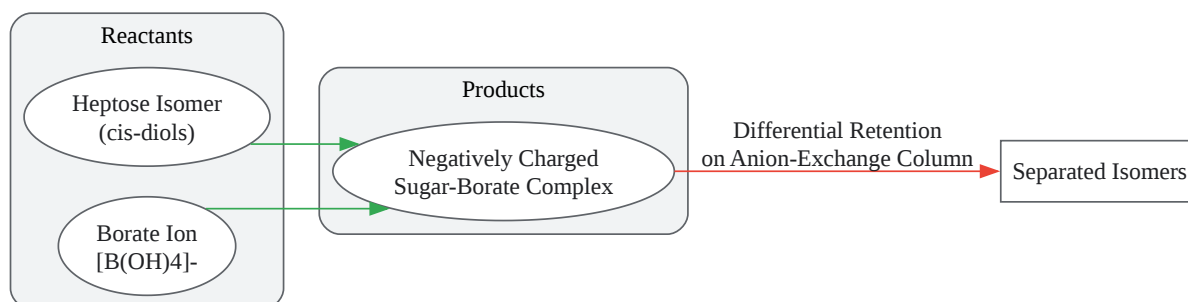 Reactants
Heptose Isomer
(cis-diols)
Borate Ion
[B(OH)4]-
Products
Negatively Charged
Sugar-Borate Complex
Differential Retention
on Anion-Exchange Column
Separated Isomers